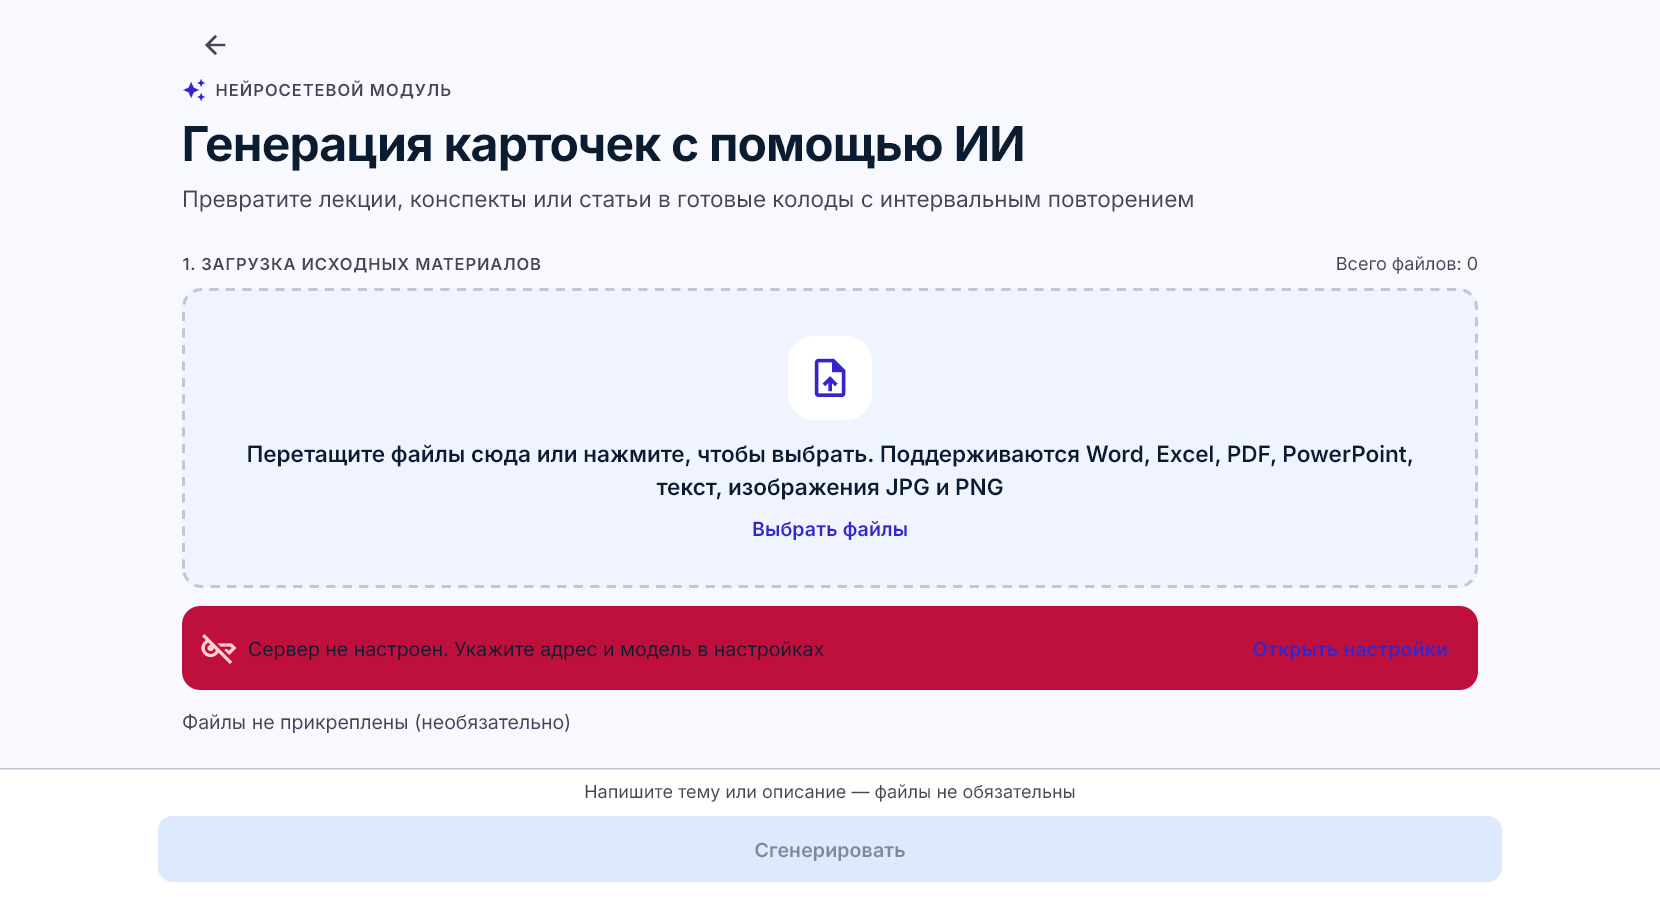 НЕЙРОСЕТЕВОЙ МОДУЛЬ
Генерация карточек с помощью ИИ
Превратите лекции, конспекты или статьи в готовые колоды с интервальным повторением
1. ЗАГРУЗКА ИСХОДНЫХ МАТЕРИАЛОВ
Всего файлов: 0
Перетащите файлы сюда или нажмите, чтобы выбрать. Поддерживаются Word, Excel, PDF, PowerPoint,
текст, изображения JPG и PNG
Выбрать файлы
Сервер не настроен. Укажите адрес и модель в настройках
Открыть настройки
Файлы не прикреплены (необязательно)
Напишите тему или описание — файлы не обязательны
Сгенерировать